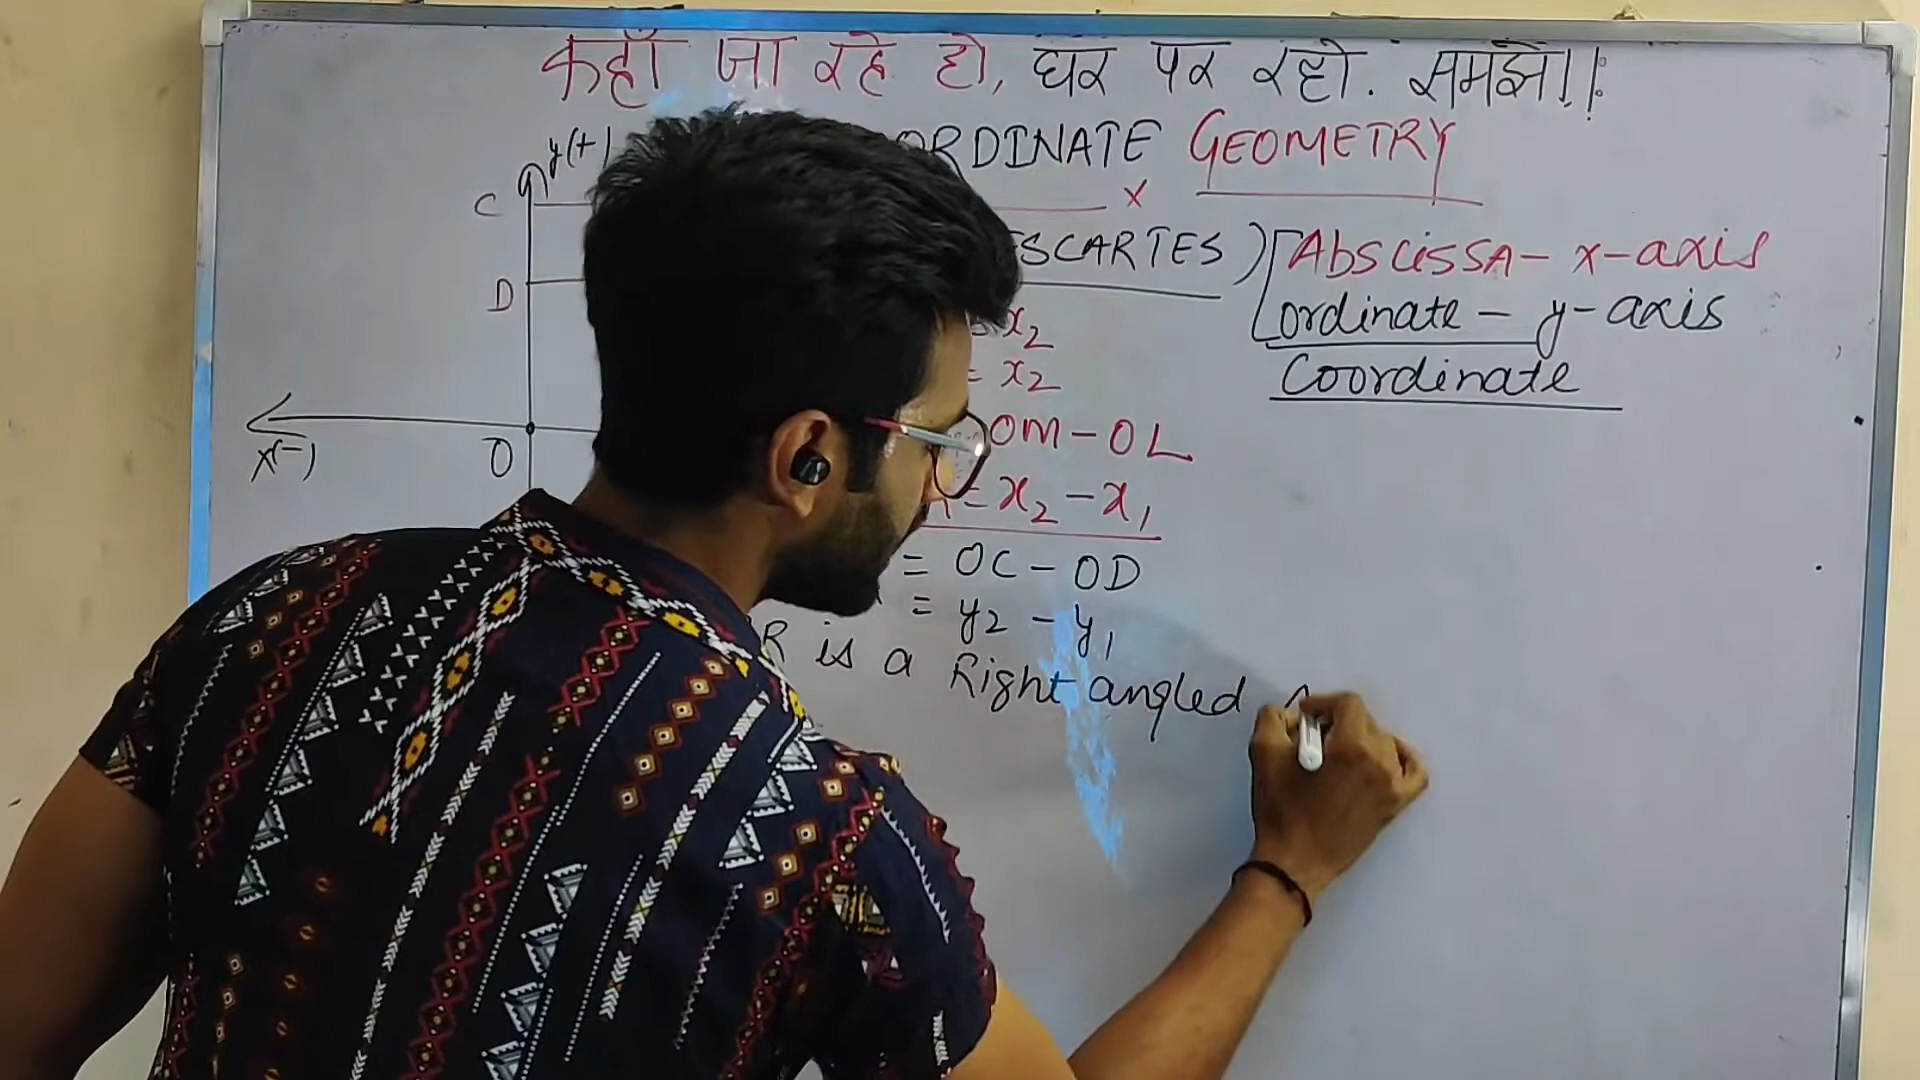 कहाँ जा रहे हो, घर पर रहो. समझे!!
y(+)
ORDINATE GEOMETRY
x
C
ESCARTES)
Abscissa - x-axis
D
ordinate - y-axis
x2
= x2
Coordinate
OM - OL
x(-)
O
= x2 - x1
= OC - OD
= y2 - y1
R is a Right angled